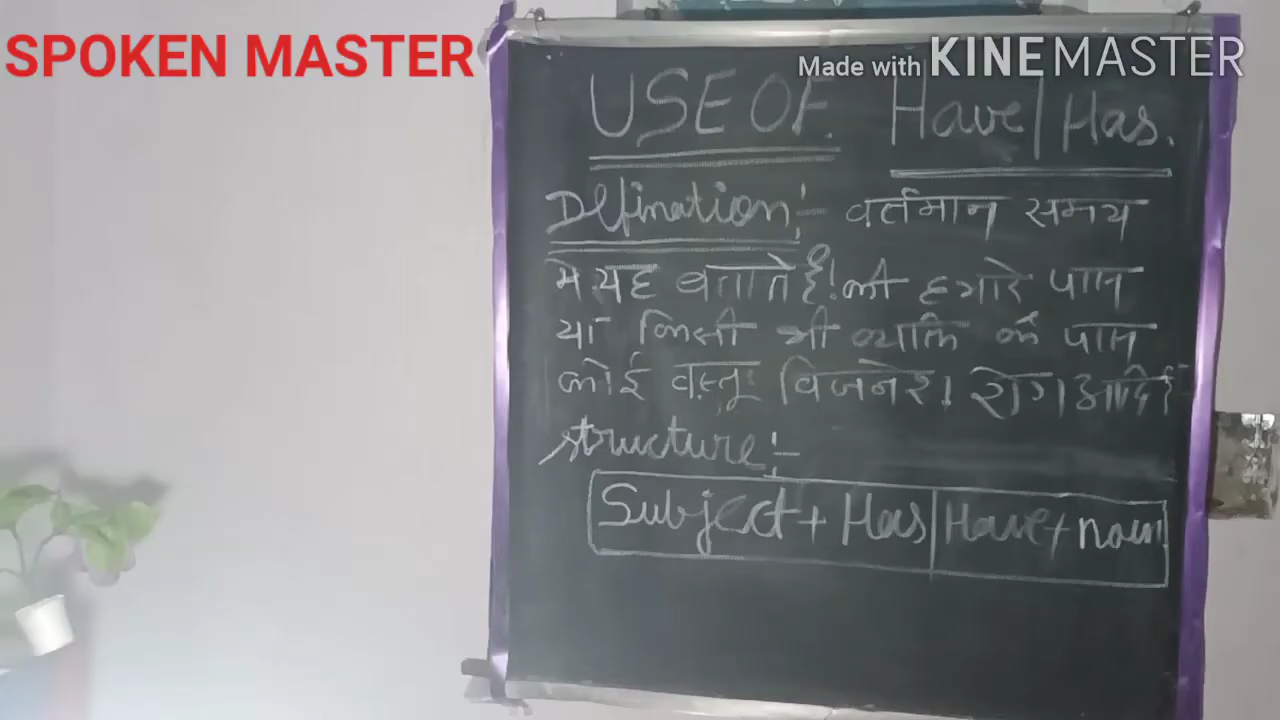 SPOKEN MASTER
Made with KINEMASTER
USE OF. Have/Has.
Defination:-  वर्तमान समय
मे यह बताते हैं! की हमारे पास
या किसी भी व्यक्ति के पास
कोई वस्तु विजनेश। रोग। आदि है
structure:-
Subject + Has/Have + noun